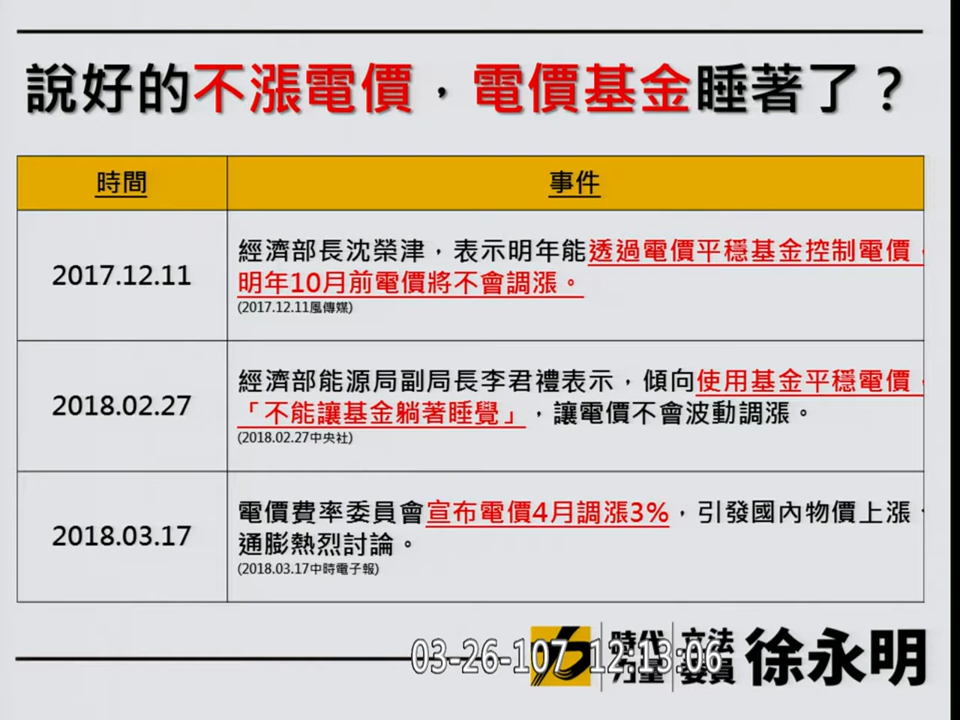 說好的不漲電價，電價基金睡著了？
時間
事件
2017.12.11
經濟部長沈榮津，表示明年能透過電價平穩基金控制電價，
明年10月前電價將不會調漲。
(2017.12.11風傳媒)
2018.02.27
經濟部能源局副局長李君禮表示，傾向使用基金平穩電價，
「不能讓基金躺著睡覺」，讓電價不會波動調漲。
(2018.02.27中央社)
2018.03.17
電價費率委員會宣布電價4月調漲3%，引發國內物價上漲、
通膨熱烈討論。
(2018.03.17中時電子報)
時代力量
立法委員
徐永明
03-26-107 12:13:06